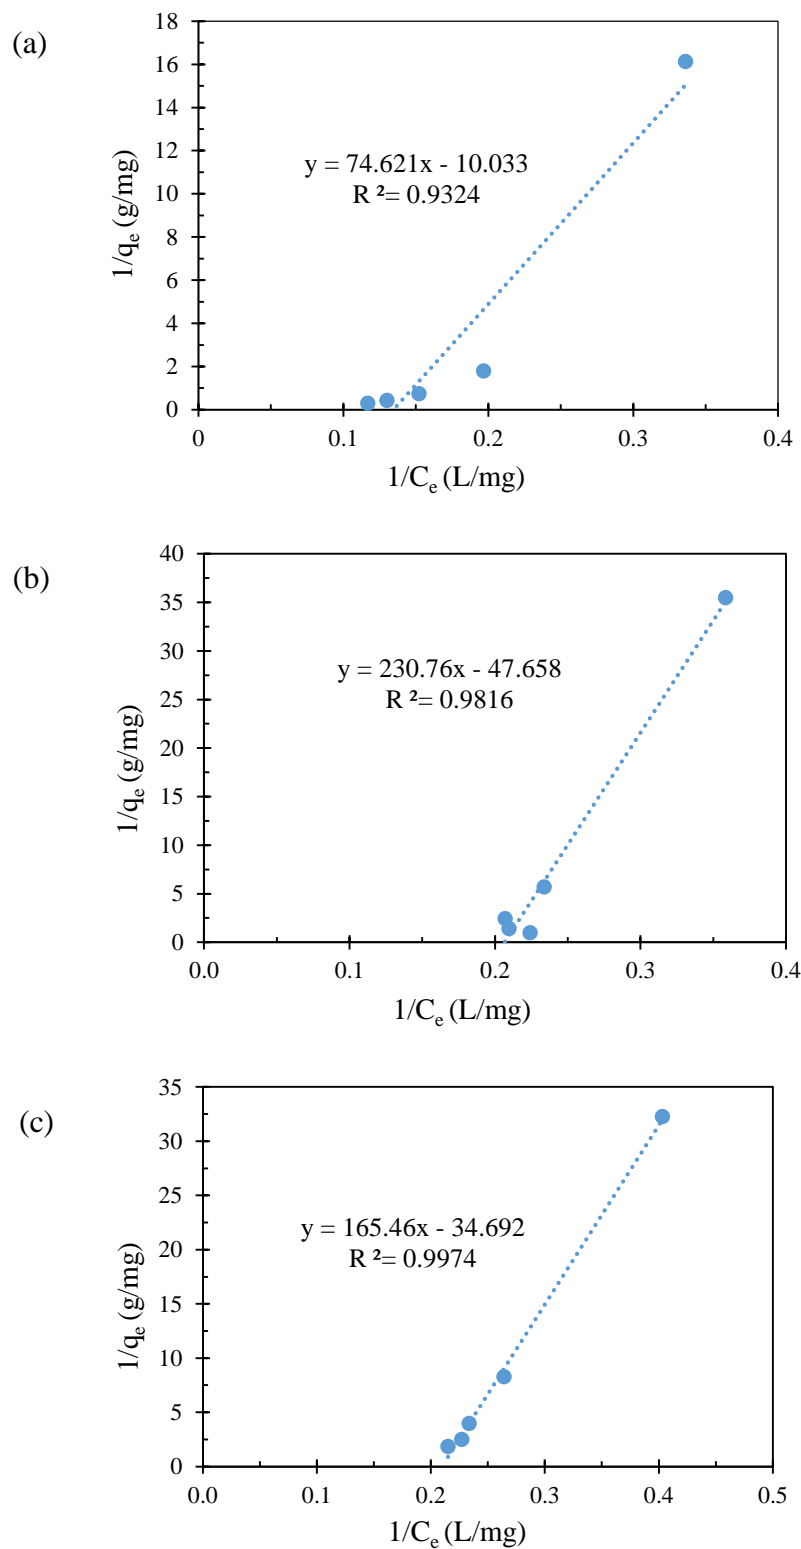 (a)
18
16
14
12
10
8
6
4
2
0
1/qₑ (g/mg)
y = 74.621x - 10.033
R ²= 0.9324
0 0.1 0.2 0.3 0.4
1/Cₑ (L/mg)
(b)
40
35
30
25
20
15
10
5
0
1/qₑ (g/mg)
y = 230.76x - 47.658
R ²= 0.9816
0.0 0.1 0.2 0.3 0.4
1/Cₑ (L/mg)
(c)
35
30
25
20
15
10
5
0
1/qₑ (g/mg)
y = 165.46x - 34.692
R ²= 0.9974
0.0 0.1 0.2 0.3 0.4 0.5
1/Cₑ (L/mg)